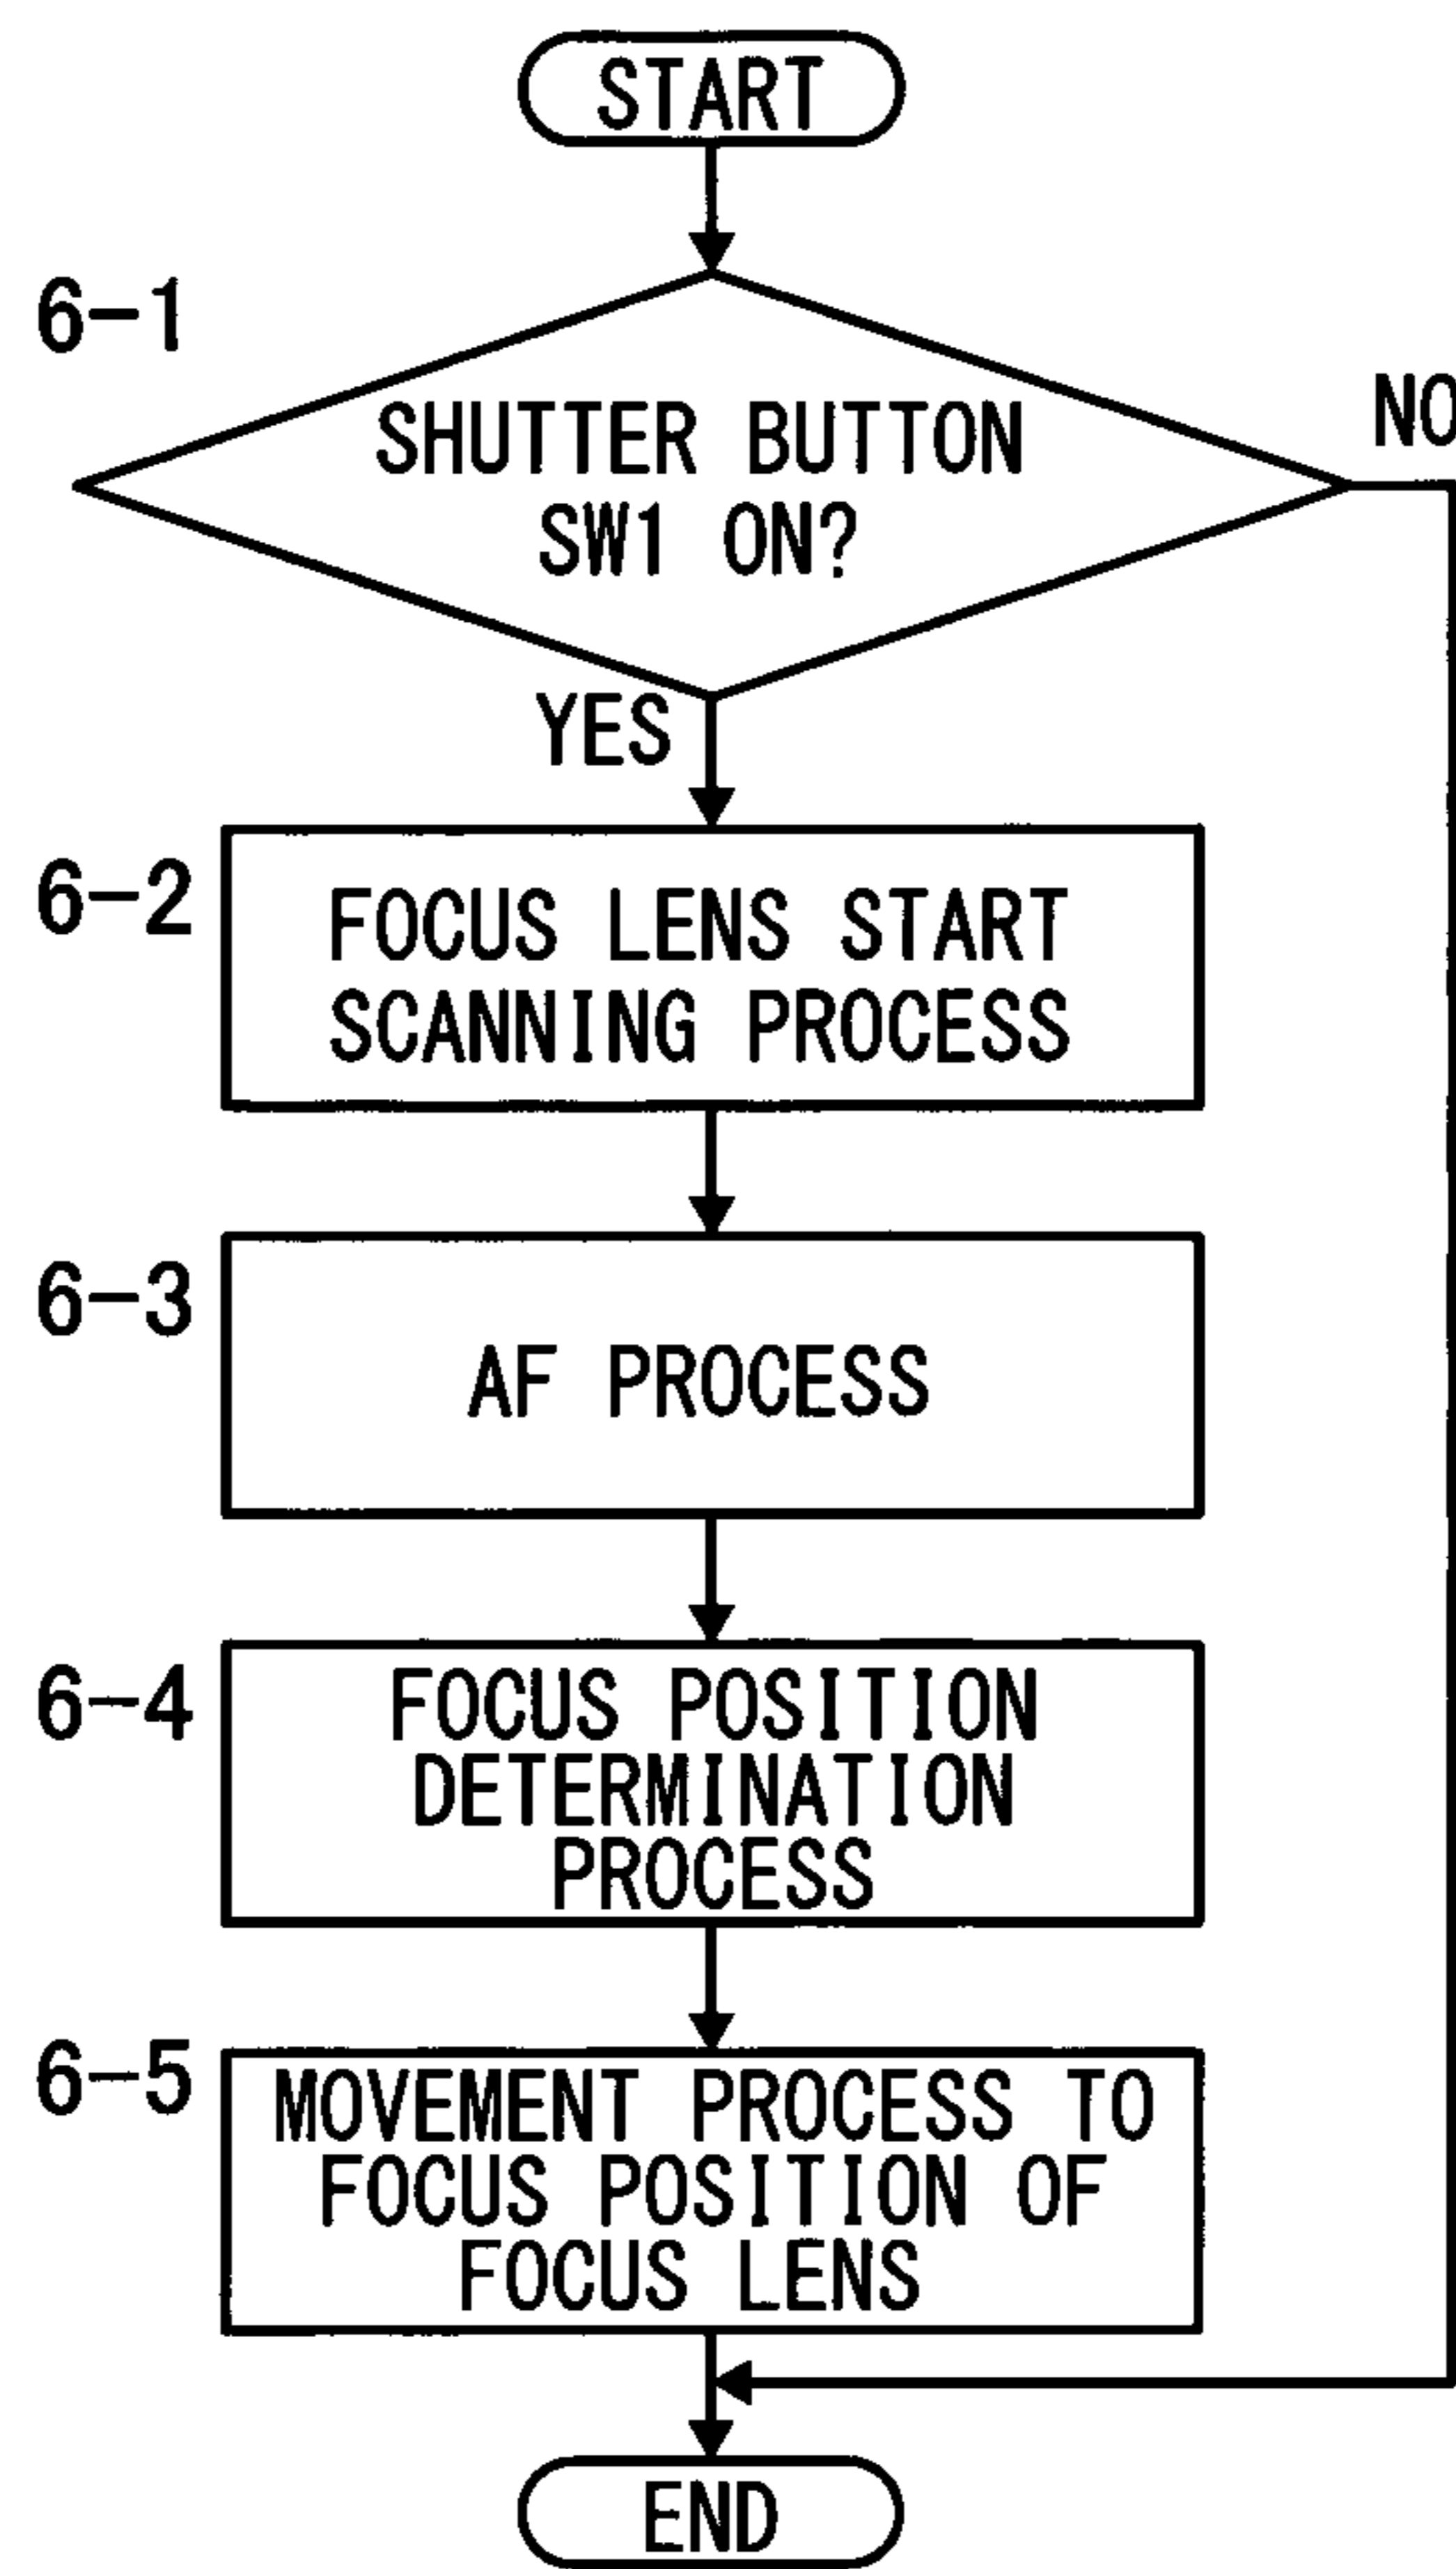 START
6-1
SHUTTER BUTTON
SW1 ON?
NO
YES
6-2
FOCUS LENS START
SCANNING PROCESS
6-3
AF PROCESS
6-4
FOCUS POSITION
DETERMINATION
PROCESS
6-5
MOVEMENT PROCESS TO
FOCUS POSITION OF
FOCUS LENS
END